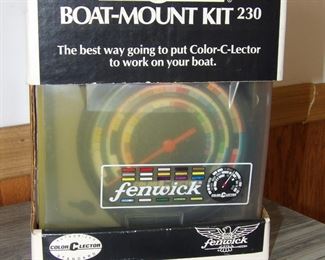 ®
BOAT-MOUNT KIT 230
The best way going to put Color-C-Lector
to work on your boat.
fenwick
COLOR C LECTOR
fenwick